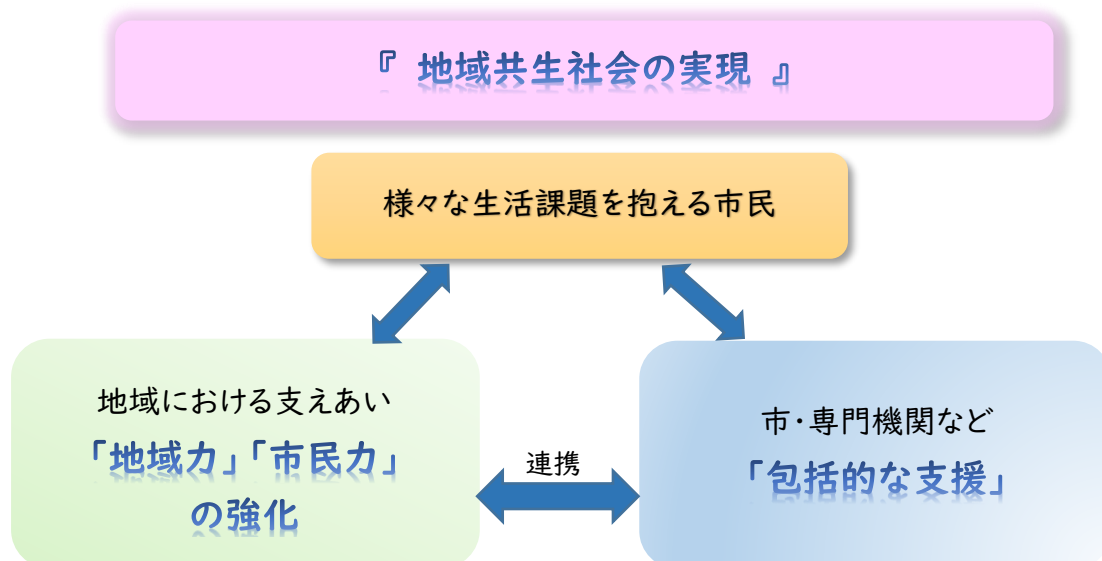 『 地域共生社会の実現 』
様々な生活課題を抱える市民
地域における支えあい
「地域力」「市民力」
の強化
連携
市・専門機関など
「包括的な支援」